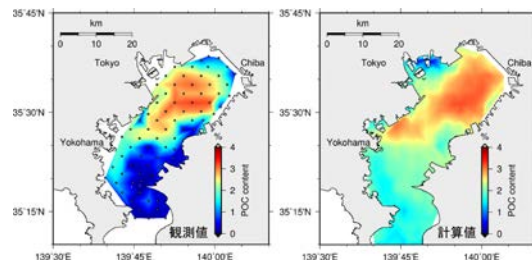 35˚45'N
35˚30'N
35˚15'N
139˚30'E
139˚45'E
140˚00'E
km
0 10 20
Tokyo
Chiba
Yokohama
%
4
3
2
1
0
POC content
観測値
35˚45'N
35˚30'N
35˚15'N
139˚30'E
139˚45'E
140˚00'E
km
0 10 20
Tokyo
Chiba
Yokohama
%
4
3
2
1
0
POC content
計算値